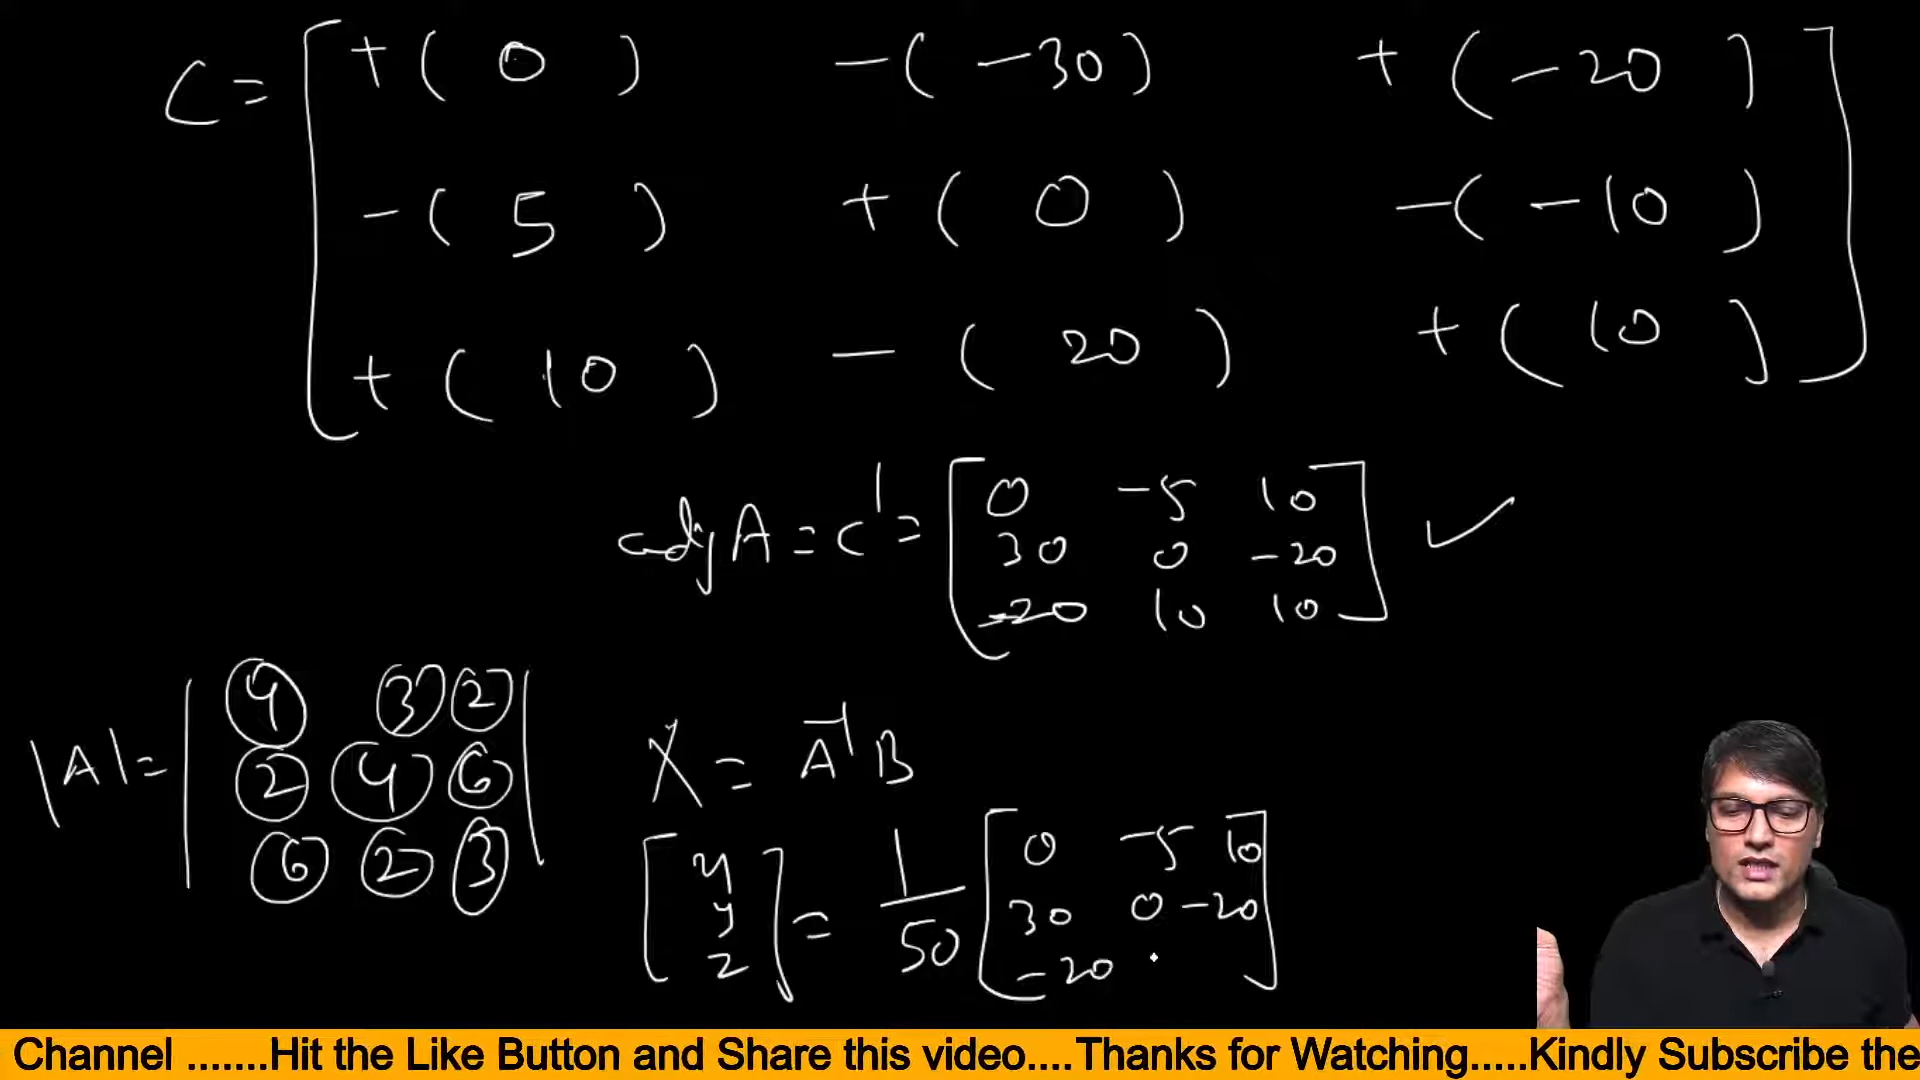 C = [ +( 0 ) -( -30 ) + ( -20 )
-( 5 ) + ( 0 ) -( -10 )
+ ( 10 ) - ( 20 ) + ( 10 ) ]
adj A = C' = [ 0 -5 10
30 0 -20
-20 10 10 ] ✓
|A| = | 4 3 2
2 4 6
6 2 3 |
X = A⁻¹ B
[ x
y
z ] = 1/50 [ 0 -5 10
30 0 -20
-20 ]
Channel .......Hit the Like Button and Share this video....Thanks for Watching.....Kindly Subscribe the